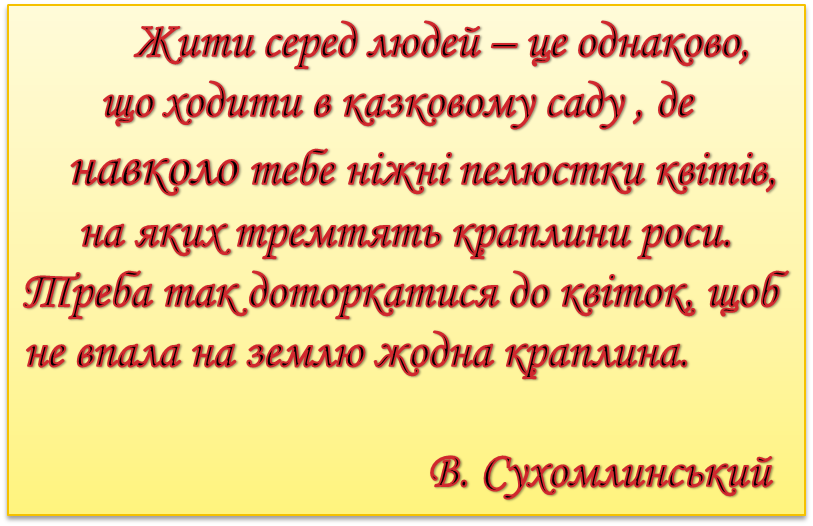 Жити серед людей – це однаково,
що ходити в казковому саду , де
навколо тебе ніжні пелюстки квітів,
на яких тремтять краплини роси.
Треба так доторкатися до квіток, щоб
не впала на землю жодна краплина.
В. Сухомлинський